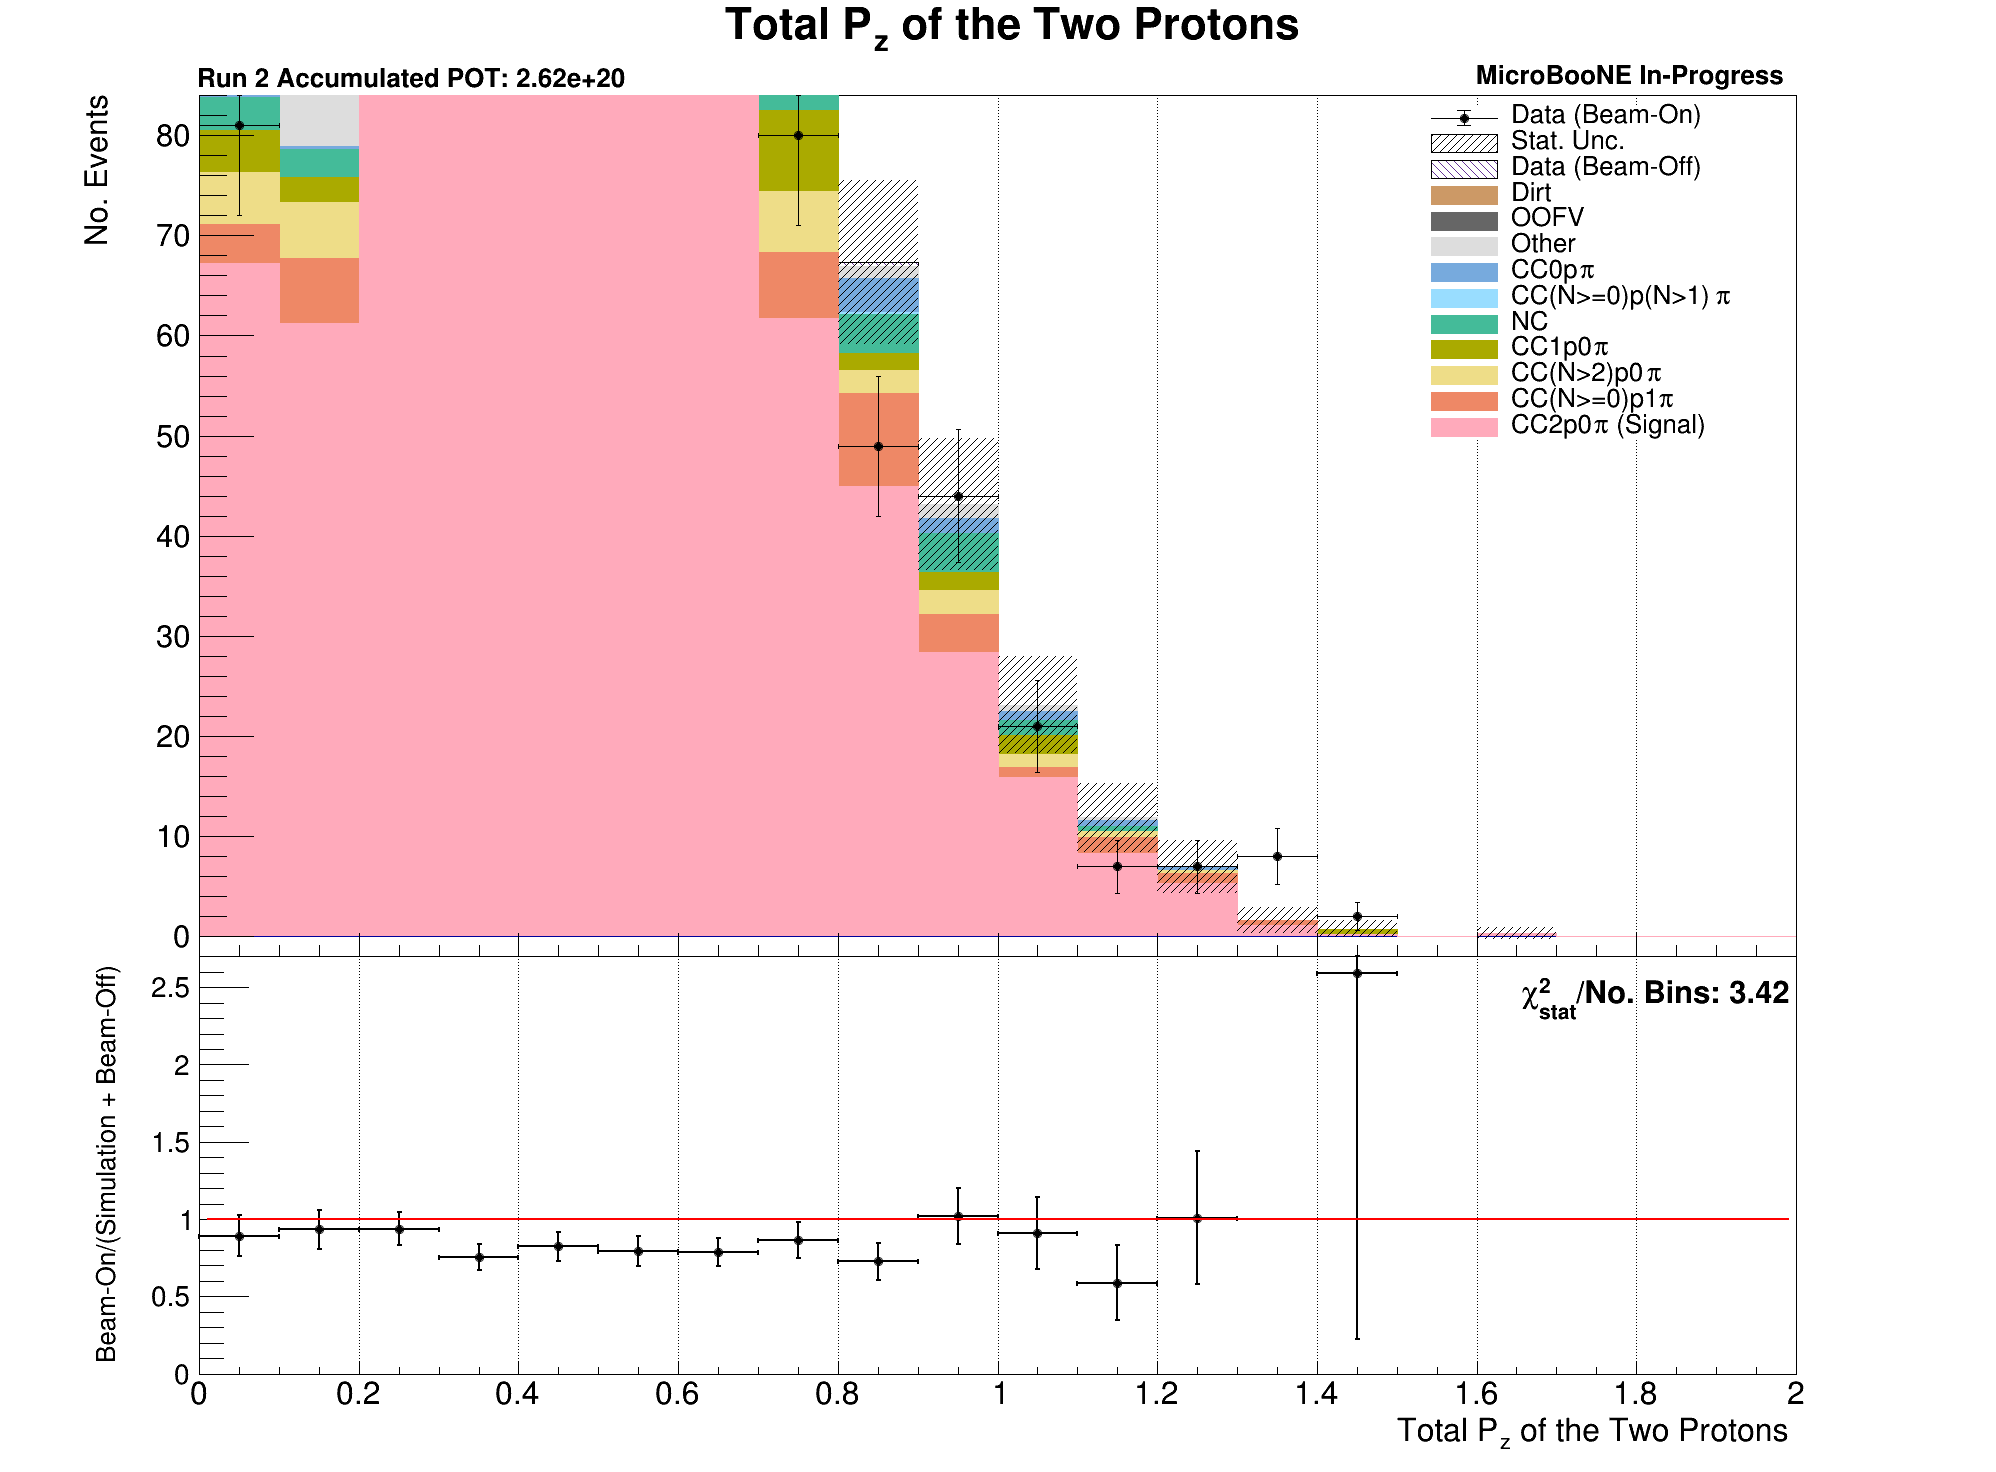 Total Pz of the Two Protons
Run 2 Accumulated POT: 2.62e+20
MicroBooNE In-Progress
No. Events
80
70
60
50
40
30
20
10
0
Data (Beam-On)
Stat. Unc.
Data (Beam-Off)
Dirt
OOFV
Other
CC0pπ
CC(N>=0)p(N>1) π
NC
CC1p0π
CC(N>2)p0π
CC(N>=0)p1π
CC2p0π (Signal)
Beam-On/(Simulation + Beam-Off)
2.5
2
1.5
1
0.5
0
χ²stat/No. Bins: 3.42
0 0.2 0.4 0.6 0.8 1 1.2 1.4 1.6 1.8 2
Total Pz of the Two Protons